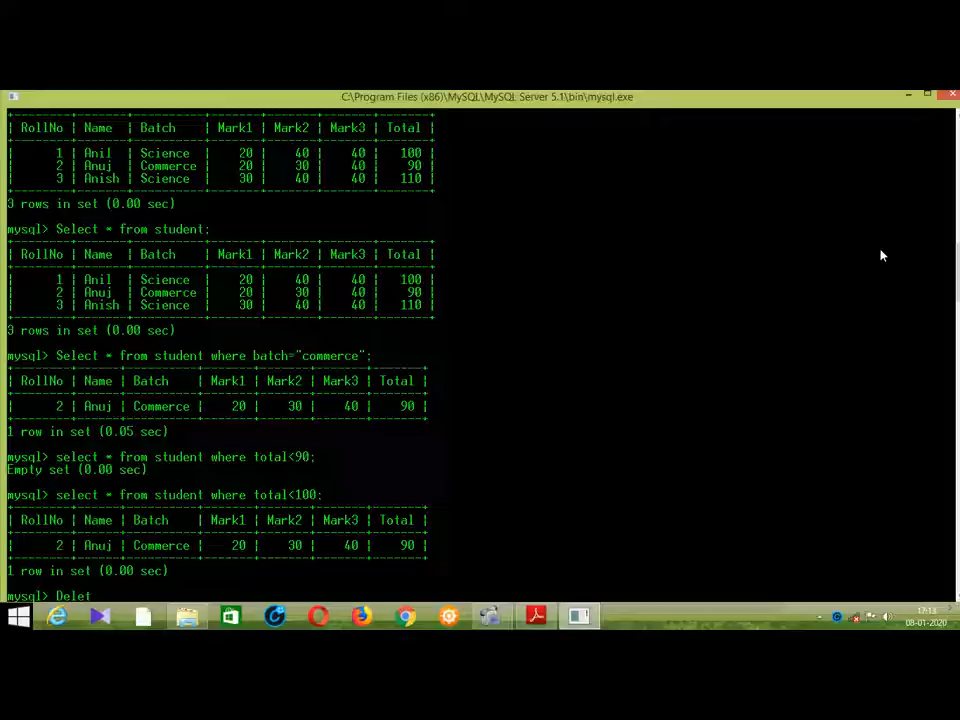 C:\Program Files (x86)\MySQL\MySQL Server 5.1\bin\mysql.exe
| RollNo | Name | Batch | Mark1 | Mark2 | Mark3 | Total |
| 1 | Anil | Science | 20 | 40 | 40 | 100 |
| 2 | Anuj | Commerce | 20 | 30 | 40 | 90 |
| 3 | Anish | Science | 30 | 40 | 40 | 110 |
3 rows in set (0.00 sec)
mysql> Select * from student;
| RollNo | Name | Batch | Mark1 | Mark2 | Mark3 | Total |
| 1 | Anil | Science | 20 | 40 | 40 | 100 |
| 2 | Anuj | Commerce | 20 | 30 | 40 | 90 |
| 3 | Anish | Science | 30 | 40 | 40 | 110 |
3 rows in set (0.00 sec)
mysql> Select * from student where batch="commerce";
| RollNo | Name | Batch | Mark1 | Mark2 | Mark3 | Total |
| 2 | Anuj | Commerce | 20 | 30 | 40 | 90 |
1 row in set (0.05 sec)
mysql> select * from student where total<90;
Empty set (0.00 sec)
mysql> select * from student where total<100;
| RollNo | Name | Batch | Mark1 | Mark2 | Mark3 | Total |
| 2 | Anuj | Commerce | 20 | 30 | 40 | 90 |
1 row in set (0.00 sec)
mysql> Delet
17:18
08-01-2020